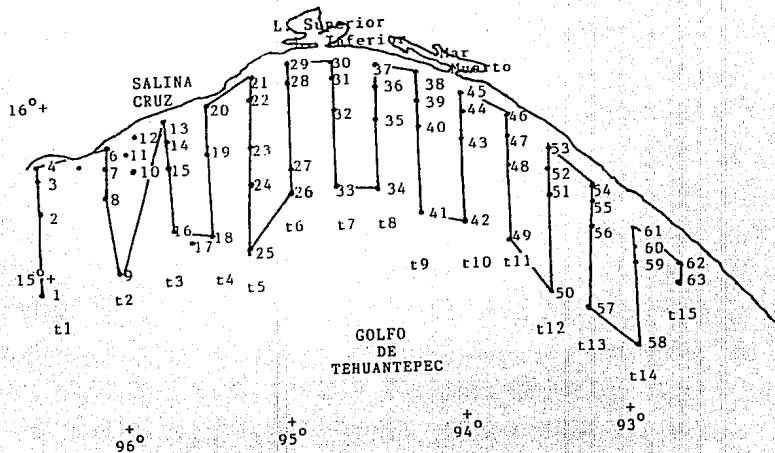 L. Superior
Inferior
Mar
Muerto
SALINA
CRUZ
16°+
29 30
28 31
37 38
21
22
36 39
45
44
46
20
13
12
14
32
35
40
43
47
53
6
11
10
15
19
23
48
4
7
3
8
27
24
26
33
34
52
51
54
55
2
41
42
56
61
16
17
18
49
60
59
62
63
25
9
15°+
1
50
57
58
t1
t2
t3
t4
t5
t6
t7
t8
t9
t10
t11
t12
t13
t14
t15
GOLFO
DE
TEHUANTEPEC
+
96°
+
95°
+
94°
+
93°